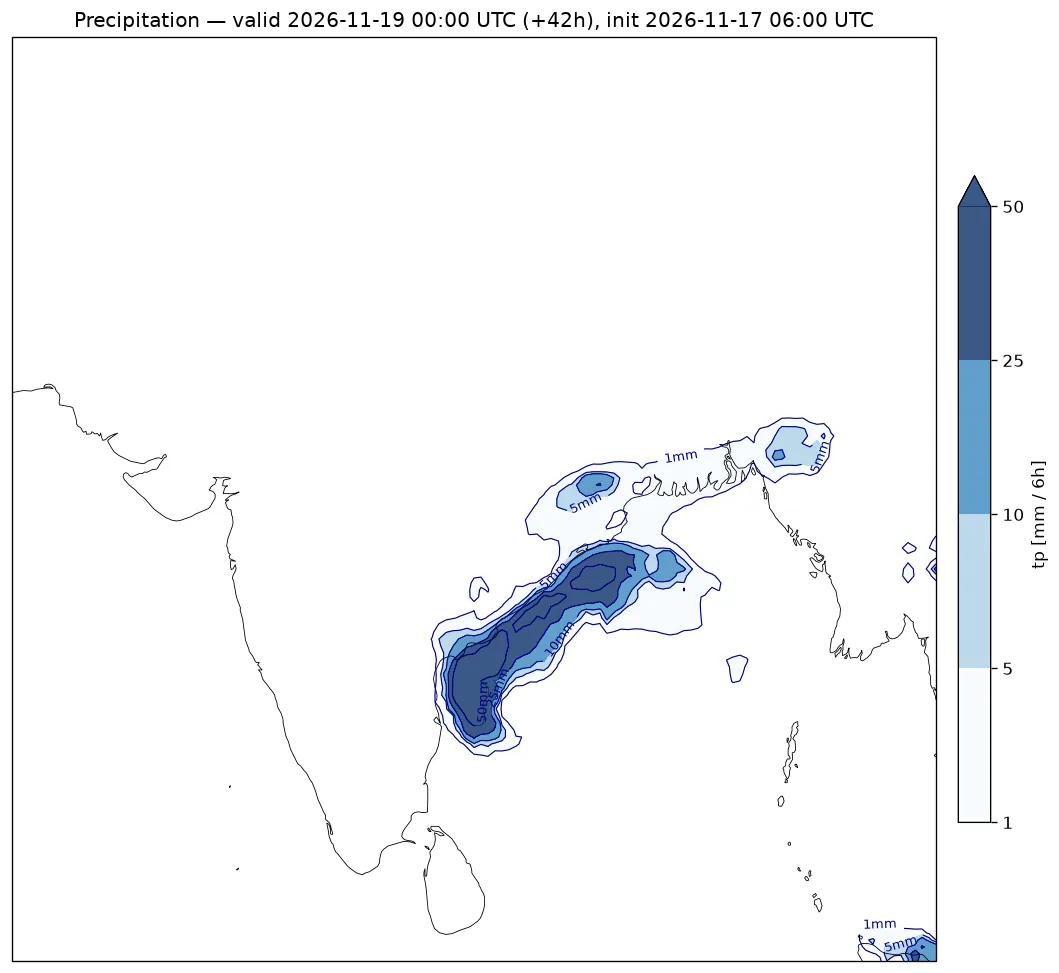 Precipitation — valid 2026-11-19 00:00 UTC (+42h), init 2026-11-17 06:00 UTC
50
25
10
5
1
tp [mm / 6h]
1mm
5mm
5mm
5mm
10mm
25mm
50mm
1mm
5mm